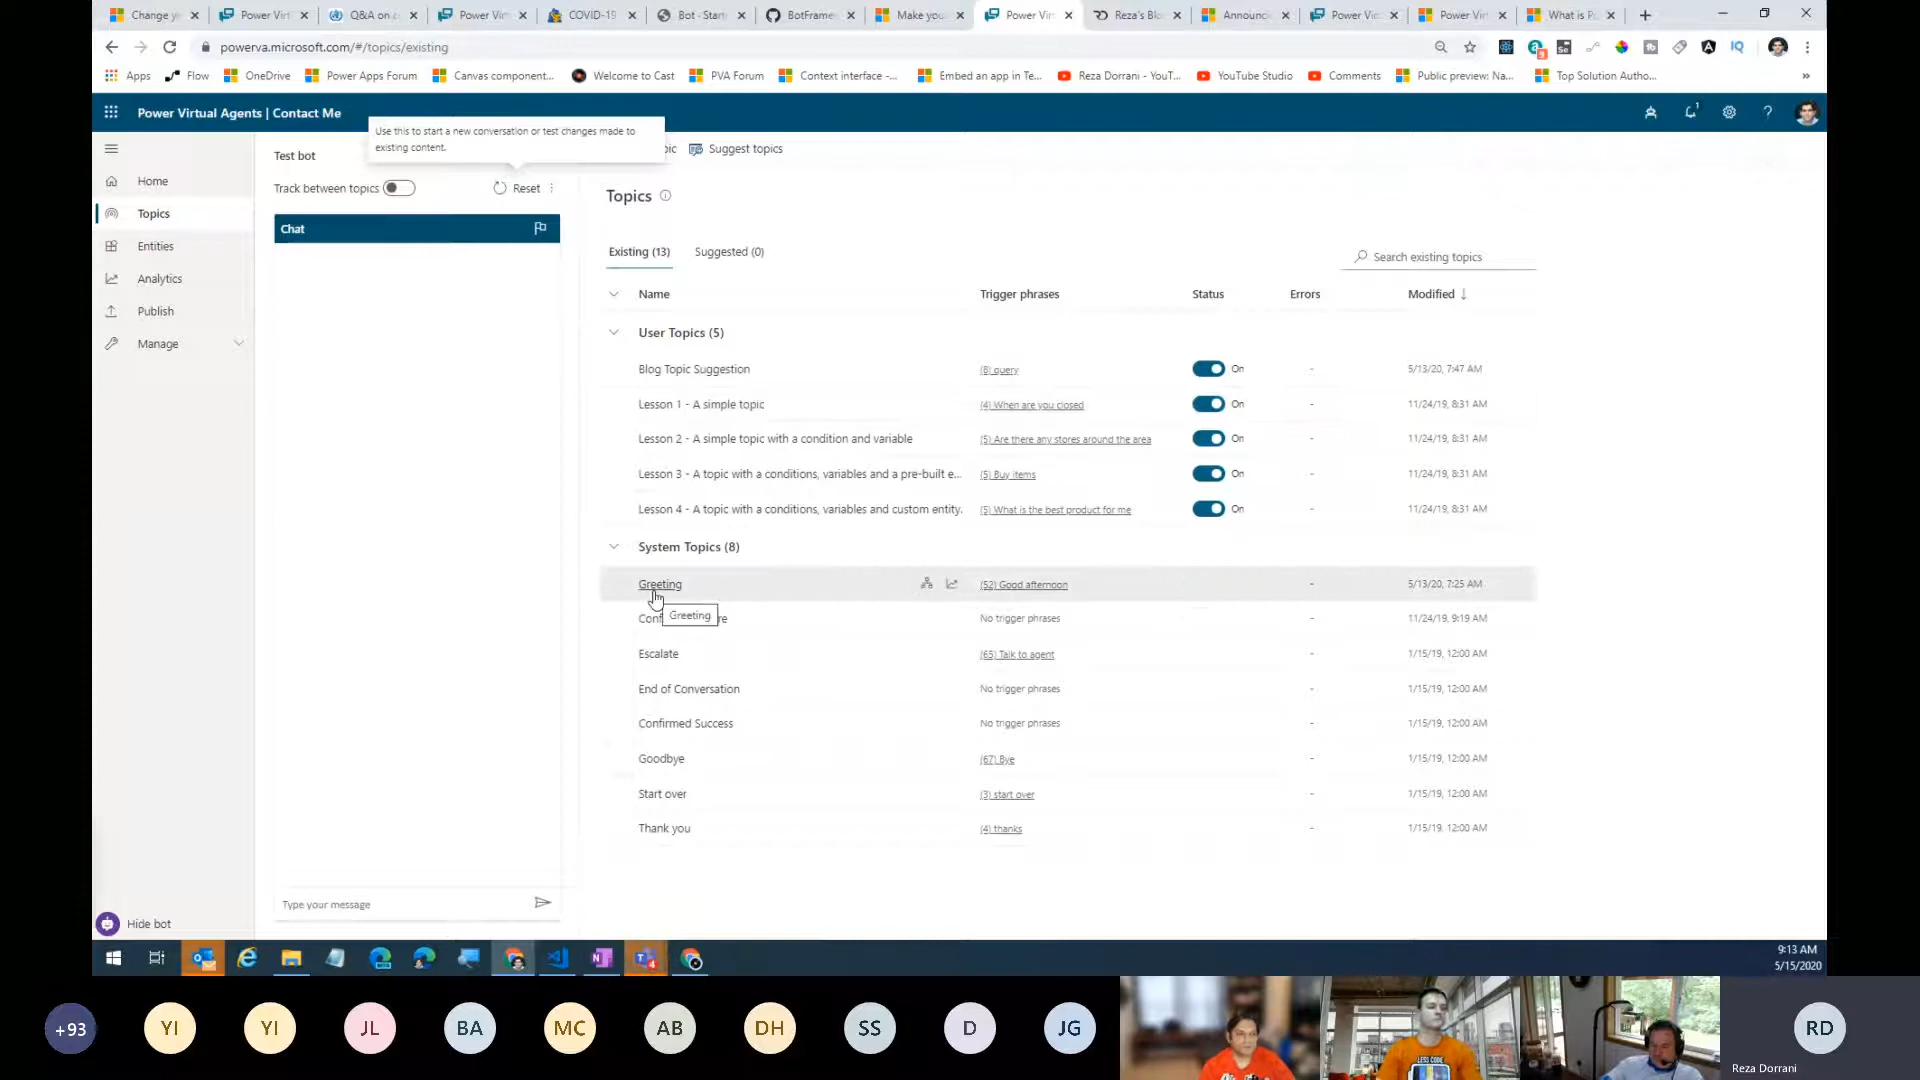 Change y
Power Virt
Q&A on c
Power Virt
COVID-19
Bot - Start
BotFrame
Make you
Power Virt
Reza's Blo
Announci
Power Virt
Power Virt
What is P
powerva.microsoft.com/#/topics/existing
Apps
Flow
OneDrive
Power Apps Forum
Canvas component...
Welcome to Cast
PVA Forum
Context interface -...
Embed an app in Te...
Reza Dorrani - YouT...
YouTube Studio
Comments
Public preview: Na...
Top Solution Autho...
»
Power Virtual Agents | Contact Me
1
?
Use this to start a new conversation or test changes made to
existing content.
Test bot
pic
Suggest topics
Track between topics
Reset
Home
Topics
Entities
Analytics
Publish
Manage
Hide bot
Chat
Type your message
Topics
Existing (13)
Suggested (0)
Search existing topics
Name Trigger phrases Status Errors Modified ↓
User Topics (5)
Blog Topic Suggestion (8) query On - 5/13/20, 7:47 AM
Lesson 1 - A simple topic (4) When are you closed On - 11/24/19, 8:31 AM
Lesson 2 - A simple topic with a condition and variable (5) Are there any stores around the area On - 11/24/19, 8:31 AM
Lesson 3 - A topic with a conditions, variables and a pre-built e... (5) Buy items On - 11/24/19, 8:31 AM
Lesson 4 - A topic with a conditions, variables and custom entity. (5) What is the best product for me On - 11/24/19, 8:31 AM
System Topics (8)
Greeting (52) Good afternoon - 5/13/20, 7:25 AM
Greeting
Conf re No trigger phrases - 11/24/19, 9:19 AM
Escalate (65) Talk to agent - 1/15/19, 12:00 AM
End of Conversation No trigger phrases - 1/15/19, 12:00 AM
Confirmed Success No trigger phrases - 1/15/19, 12:00 AM
Goodbye (67) Bye - 1/15/19, 12:00 AM
Start over (3) start over - 1/15/19, 12:00 AM
Thank you (4) thanks - 1/15/19, 12:00 AM
9:13 AM
5/15/2020
+93
YI
YI
JL
BA
MC
AB
DH
SS
D
JG
LESS CODE
RD
Reza Dorrani